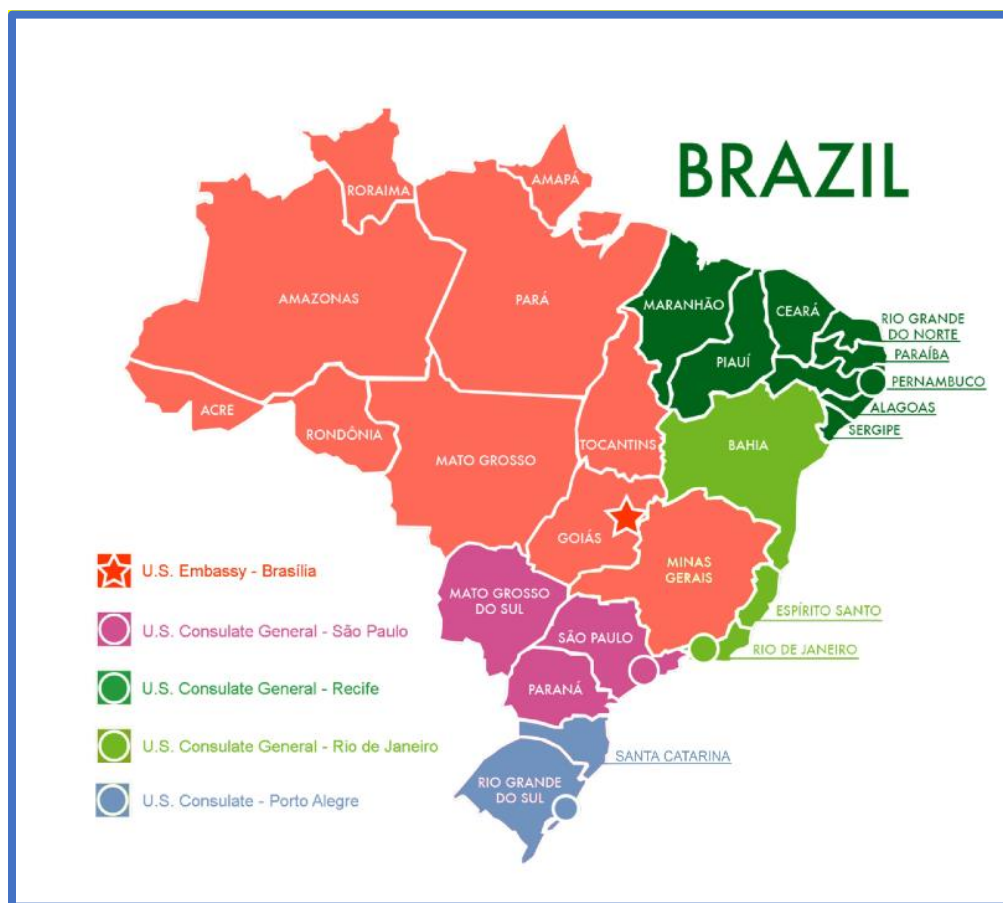 BRAZIL
RORAIMA
AMAPÁ
AMAZONAS
PARÁ
MARANHÃO
CEARÁ
RIO GRANDE
DO NORTE
PARAÍBA
PIAUÍ
PERNAMBUCO
ALAGOAS
SERGIPE
ACRE
RONDÔNIA
TOCANTINS
BAHIA
MATO GROSSO
GOIÁS
MINAS
GERAIS
MATO GROSSO
DO SUL
ESPÍRITO SANTO
SÃO PAULO
RIO DE JANEIRO
PARANÁ
SANTA CATARINA
RIO GRANDE
DO SUL
U.S. Embassy - Brasília
U.S. Consulate General - São Paulo
U.S. Consulate General - Recife
U.S. Consulate General - Rio de Janeiro
U.S. Consulate - Porto Alegre